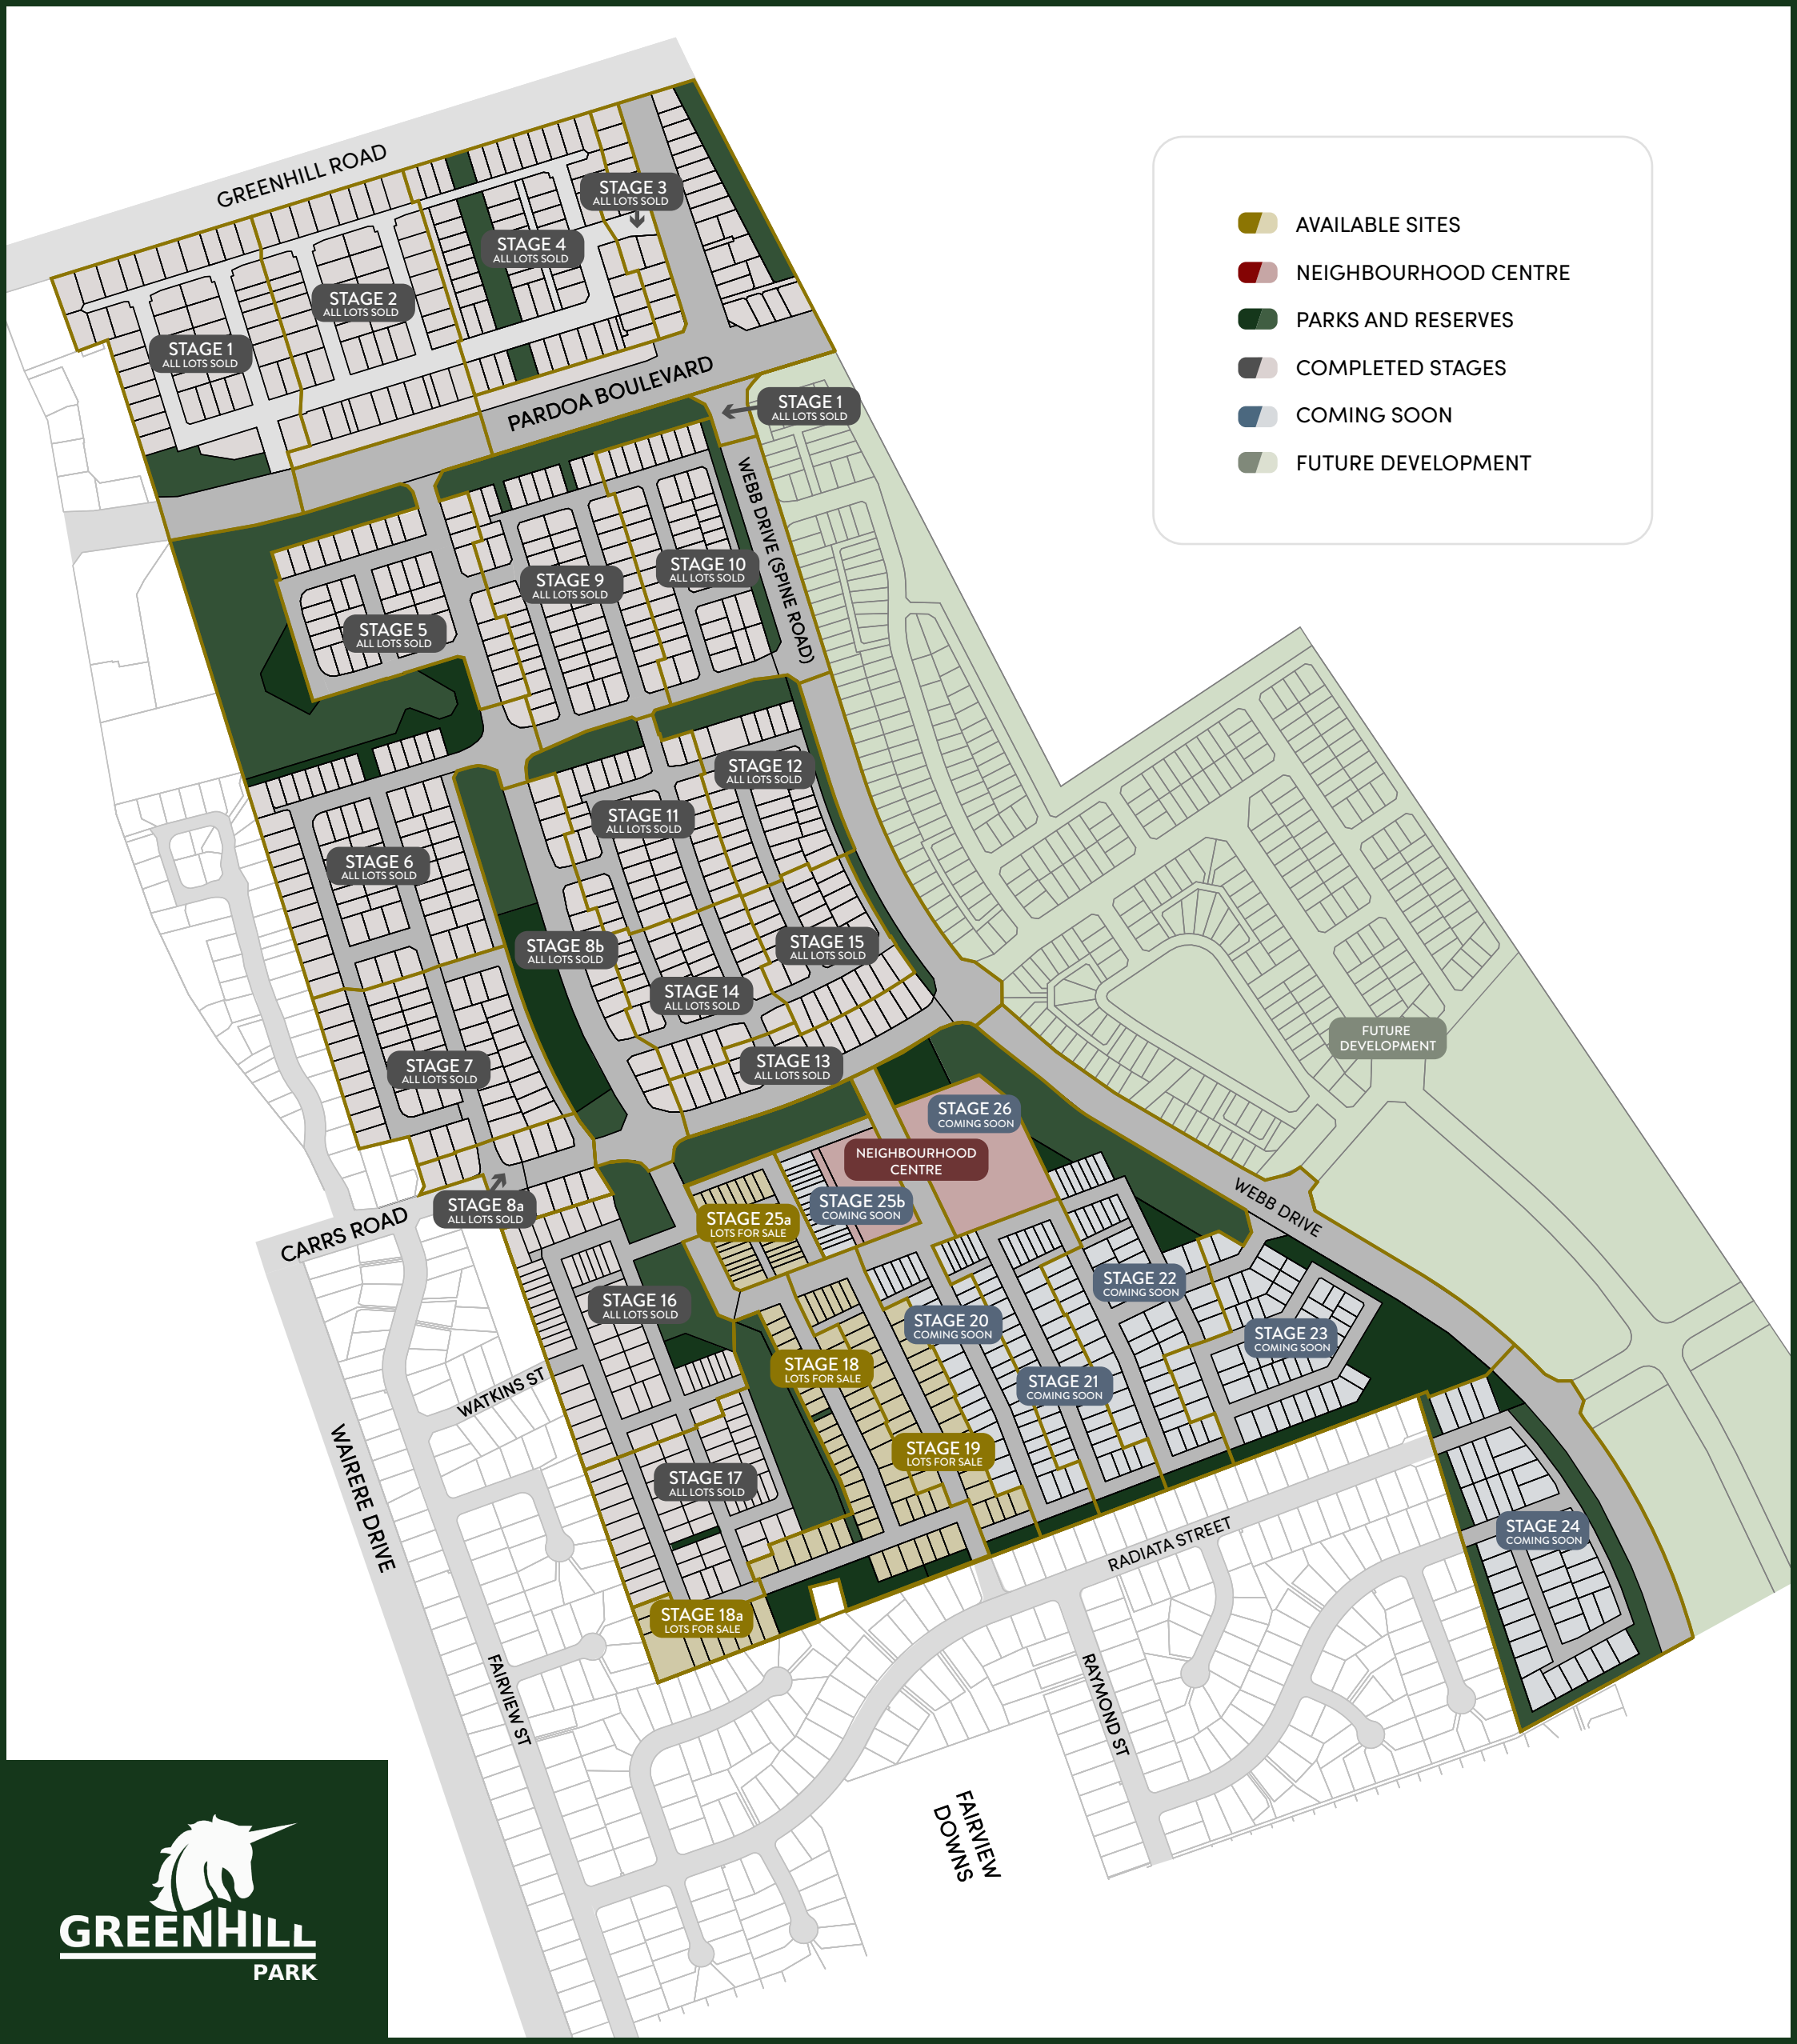 GREENHILL ROAD
STAGE 3
ALL LOTS SOLD
STAGE 4
ALL LOTS SOLD
STAGE 2
ALL LOTS SOLD
STAGE 1
ALL LOTS SOLD
AVAILABLE SITES
NEIGHBOURHOOD CENTRE
PARKS AND RESERVES
COMPLETED STAGES
COMING SOON
FUTURE DEVELOPMENT
PARDOA BOULEVARD
STAGE 1
ALL LOTS SOLD
WEBB DRIVE (SPINE ROAD)
STAGE 10
ALL LOTS SOLD
STAGE 9
ALL LOTS SOLD
STAGE 5
ALL LOTS SOLD
STAGE 12
ALL LOTS SOLD
STAGE 11
ALL LOTS SOLD
STAGE 6
ALL LOTS SOLD
STAGE 8b
ALL LOTS SOLD
STAGE 15
ALL LOTS SOLD
STAGE 14
ALL LOTS SOLD
STAGE 7
ALL LOTS SOLD
STAGE 13
ALL LOTS SOLD
FUTURE
DEVELOPMENT
STAGE 26
COMING SOON
NEIGHBOURHOOD
CENTRE
STAGE 8a
ALL LOTS SOLD
STAGE 25b
COMING SOON
STAGE 25a
LOTS FOR SALE
WEBB DRIVE
CARRS ROAD
STAGE 16
ALL LOTS SOLD
STAGE 22
COMING SOON
STAGE 20
COMING SOON
STAGE 23
COMING SOON
STAGE 18
LOTS FOR SALE
STAGE 21
COMING SOON
WATKINS ST
STAGE 19
LOTS FOR SALE
STAGE 17
ALL LOTS SOLD
WAIRERE DRIVE
STAGE 24
COMING SOON
RADIATA STREET
STAGE 18a
LOTS FOR SALE
FAIRVIEW ST
RAYMOND ST
FAIRVIEW
DOWNS
GREENHILL
PARK